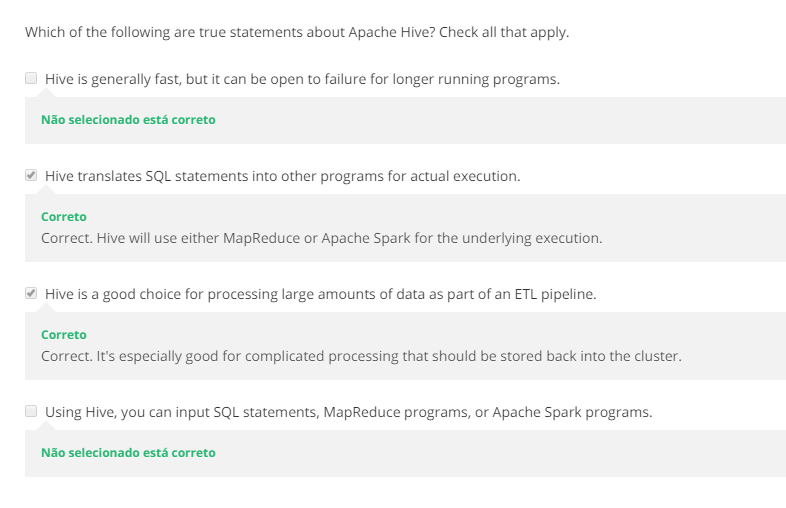 Which of the following are true statements about Apache Hive? Check all that apply.
Hive is generally fast, but it can be open to failure for longer running programs.
Não selecionado está correto
Hive translates SQL statements into other programs for actual execution.
Correto
Correct. Hive will use either MapReduce or Apache Spark for the underlying execution.
Hive is a good choice for processing large amounts of data as part of an ETL pipeline.
Correto
Correct. It's especially good for complicated processing that should be stored back into the cluster.
Using Hive, you can input SQL statements, MapReduce programs, or Apache Spark programs.
Não selecionado está correto